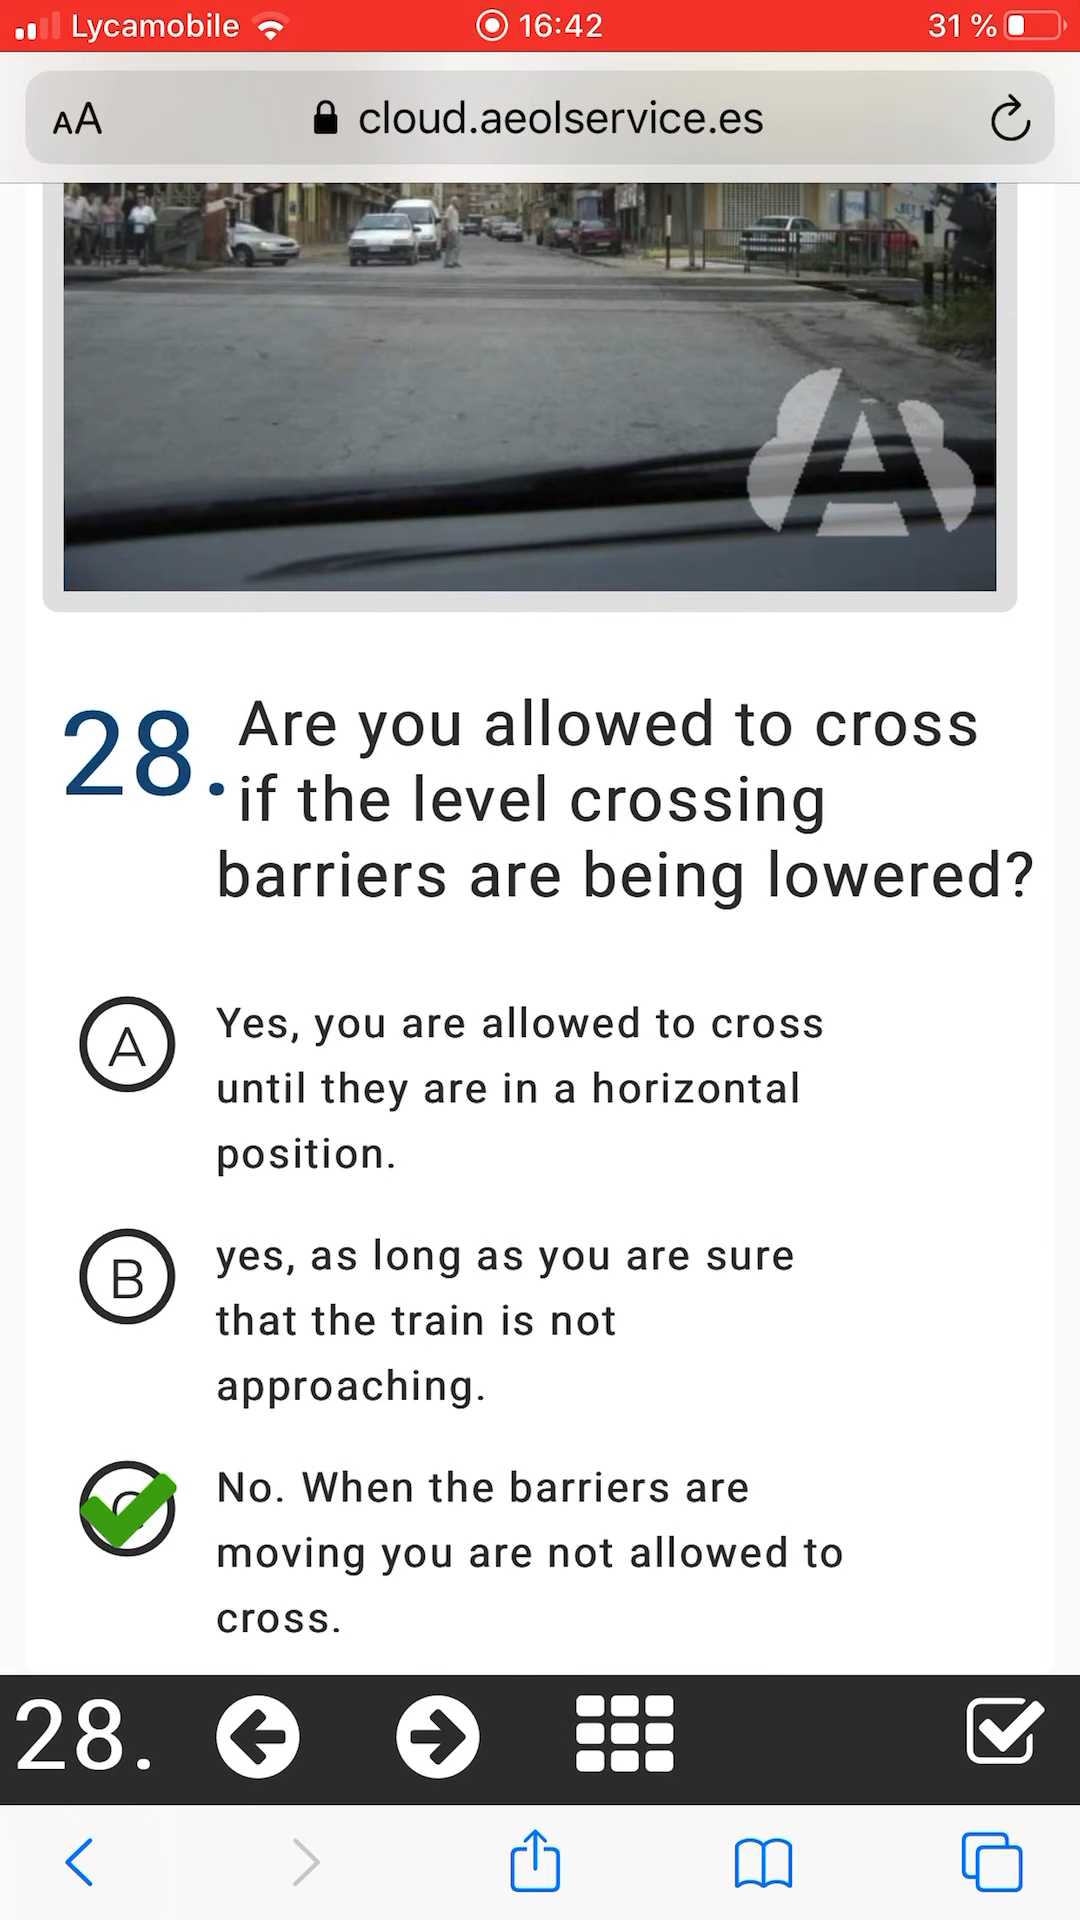 Lycamobile 16:42 31 %
AA cloud.aeolservice.es
A
28. Are you allowed to cross
if the level crossing
barriers are being lowered?
A Yes, you are allowed to cross
until they are in a horizontal
position.
B yes, as long as you are sure
that the train is not
approaching.
C No. When the barriers are
moving you are not allowed to
cross.
28.